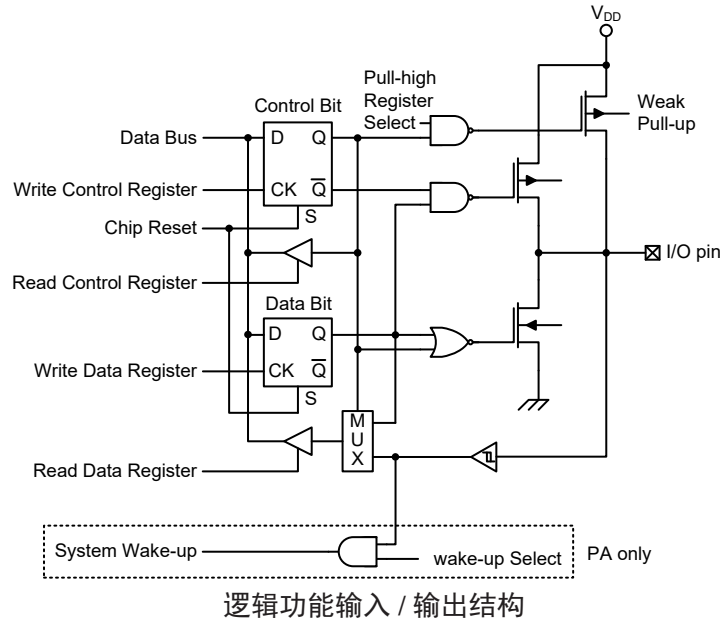 VDD
Pull-high
Register
Select
Weak
Pull-up
Control Bit
Data Bus
D Q
Write Control Register
CK Q
S
Chip Reset
I/O pin
Read Control Register
Data Bit
D Q
Write Data Register
CK Q
S
M
U
X
Read Data Register
System Wake-up
wake-up Select
PA only
逻辑功能输入 / 输出结构